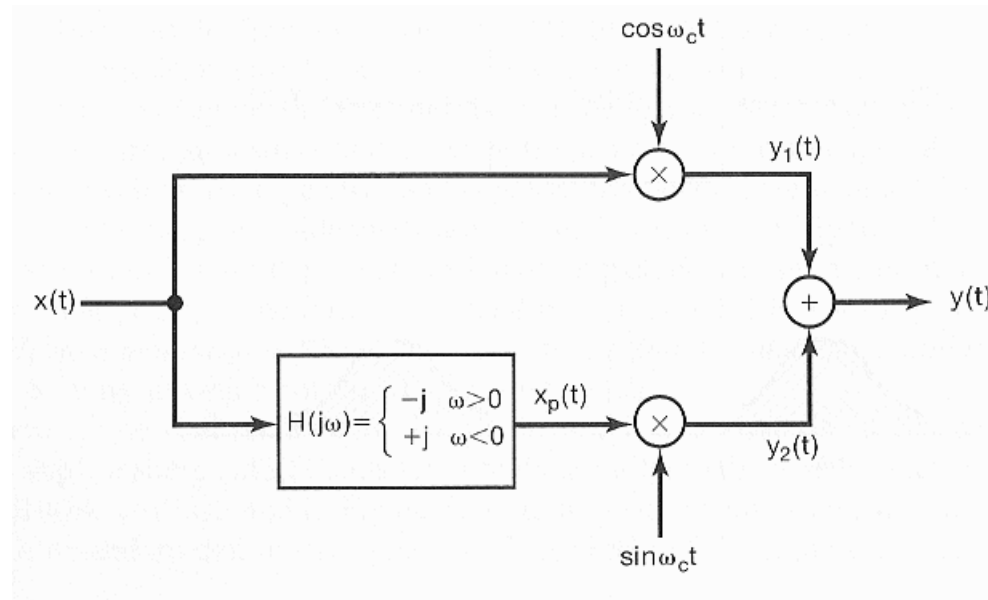 cosω_ct
y₁(t)
×
x(t)
+
y(t)
H(jω)= { -j ω>0
+j ω<0
x_p(t)
×
y₂(t)
sinω_ct